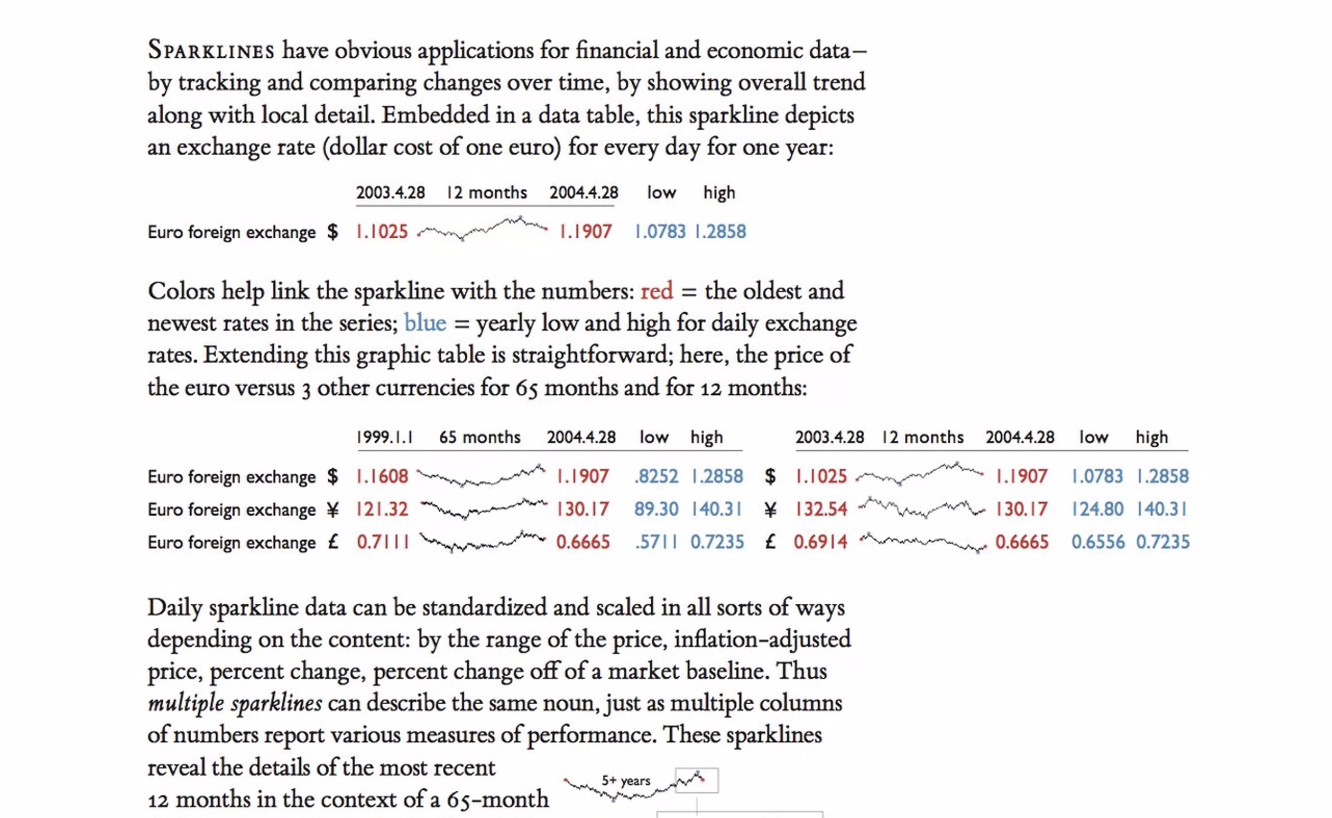 SPARKLINES have obvious applications for financial and economic data—
by tracking and comparing changes over time, by showing overall trend
along with local detail. Embedded in a data table, this sparkline depicts
an exchange rate (dollar cost of one euro) for every day for one year:
2003.4.28 12 months 2004.4.28 low high
Euro foreign exchange $ 1.1025 1.1907 1.0783 1.2858
Colors help link the sparkline with the numbers: red = the oldest and
newest rates in the series; blue = yearly low and high for daily exchange
rates. Extending this graphic table is straightforward; here, the price of
the euro versus 3 other currencies for 65 months and for 12 months:
1999.1.1 65 months 2004.4.28 low high 2003.4.28 12 months 2004.4.28 low high
Euro foreign exchange $ 1.1608 1.1907 .8252 1.2858 $ 1.1025 1.1907 1.0783 1.2858
Euro foreign exchange ¥ 121.32 130.17 89.30 140.31 ¥ 132.54 130.17 124.80 140.31
Euro foreign exchange £ 0.7111 0.6665 .5711 0.7235 £ 0.6914 0.6665 0.6556 0.7235
Daily sparkline data can be standardized and scaled in all sorts of ways
depending on the content: by the range of the price, inflation-adjusted
price, percent change, percent change off of a market baseline. Thus
multiple sparklines can describe the same noun, just as multiple columns
of numbers report various measures of performance. These sparklines
reveal the details of the most recent
5+ years
12 months in the context of a 65-month